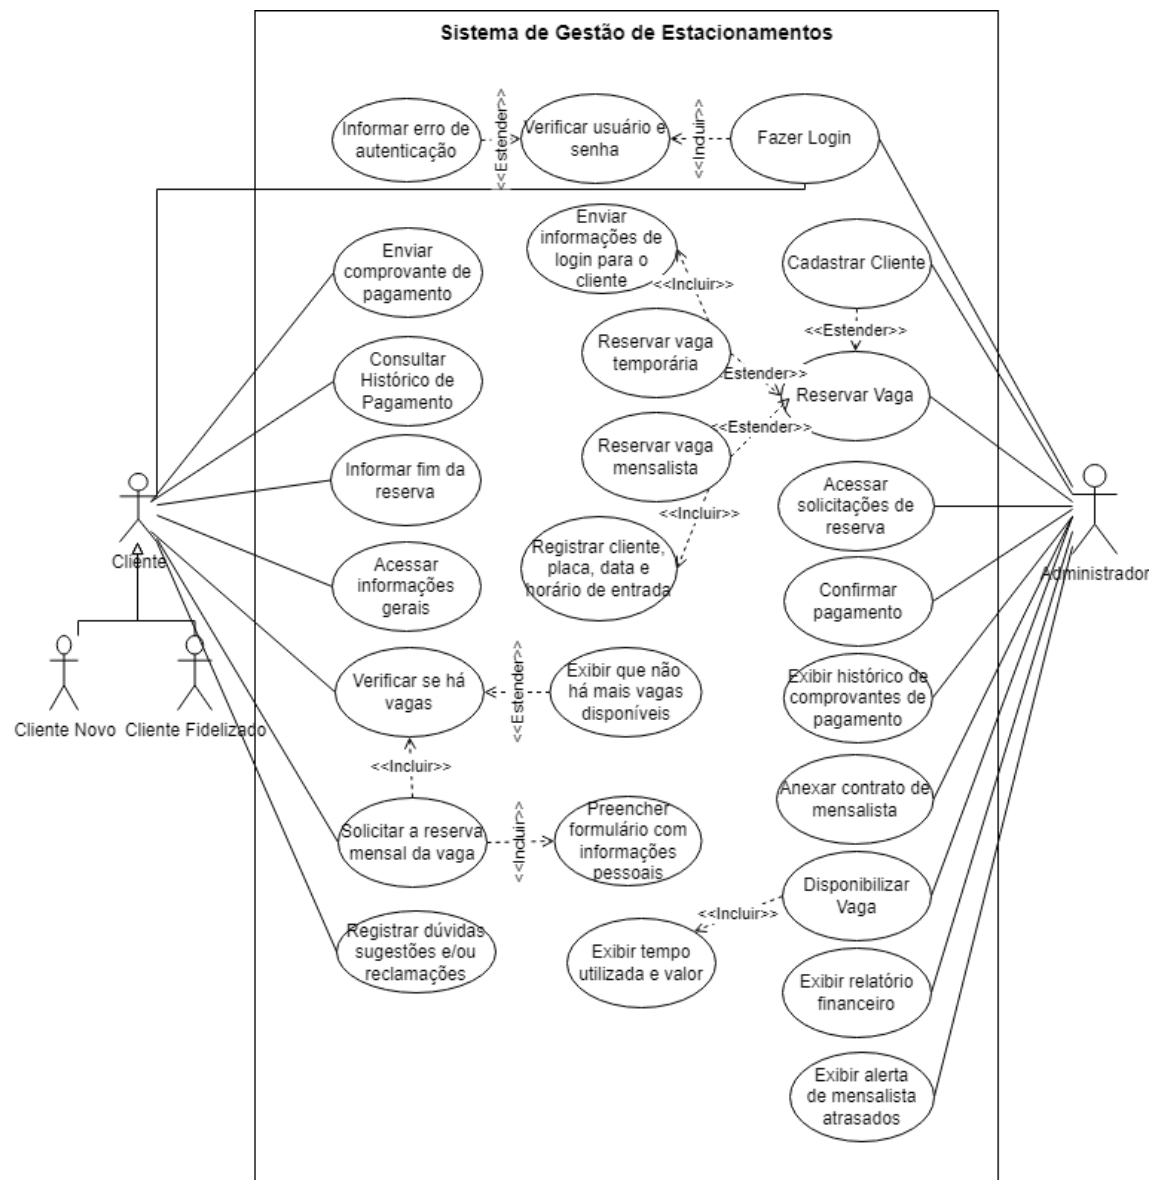 Sistema de Gestão de Estacionamentos
Informar erro de
autenticação
<<Estender>>
Verificar usuário e
senha
<<Incluir>>
Fazer Login
Enviar
comprovante de
pagamento
Enviar
informações de
login para o
cliente
<<Incluir>>
Cadastrar Cliente
<<Estender>>
Consultar
Histórico de
Pagamento
Reservar vaga
temporária
Estender>>
Reservar Vaga
Informar fim da
reserva
Reservar vaga
mensalista
<<Estender>>
<<Incluir>>
Acessar
solicitações de
reserva
Cliente
Administrador
Acessar
informações
gerais
Registrar cliente,
placa, data e
horário de entrada
Confirmar
pagamento
Cliente Novo
Cliente Fidelizado
Verificar se há
vagas
<<Estender>>
Exibir que não
há mais vagas
disponíveis
Exibir histórico de
comprovantes de
pagamento
<<Incluir>>
Solicitar a reserva
mensal da vaga
<<Incluir>>
Preencher
formulário com
informações
pessoais
Anexar contrato de
mensalista
Registrar dúvidas
sugestões e/ou
reclamações
Disponibilizar
Vaga
<<Incluir>>
Exibir tempo
utilizada e valor
Exibir relatório
financeiro
Exibir alerta
de mensalista
atrasados